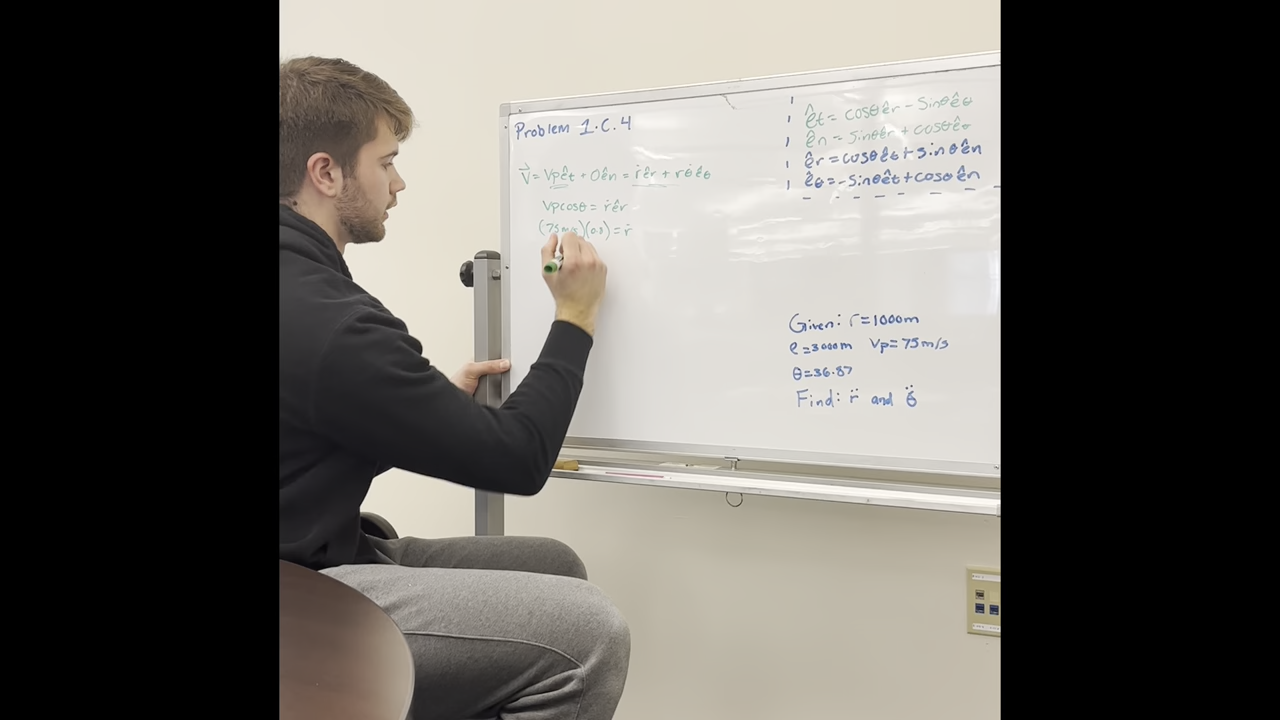 Problem 1.C.4
V⃗ = Vpêt + 0ên = ṙêr + rθ̇êθ
Vpcosθ = ṙêr
(75m/s)(0.8) = ṙ
êt = cosθêr - sinθêθ
ên = sinθêr + cosθêθ
êr = cosθêt + sinθên
êθ = -sinθêt + cosθên
Given: r = 1000m
ρ = 3000m Vp = 75m/s
θ = 36.87
Find: r̈ and θ̈